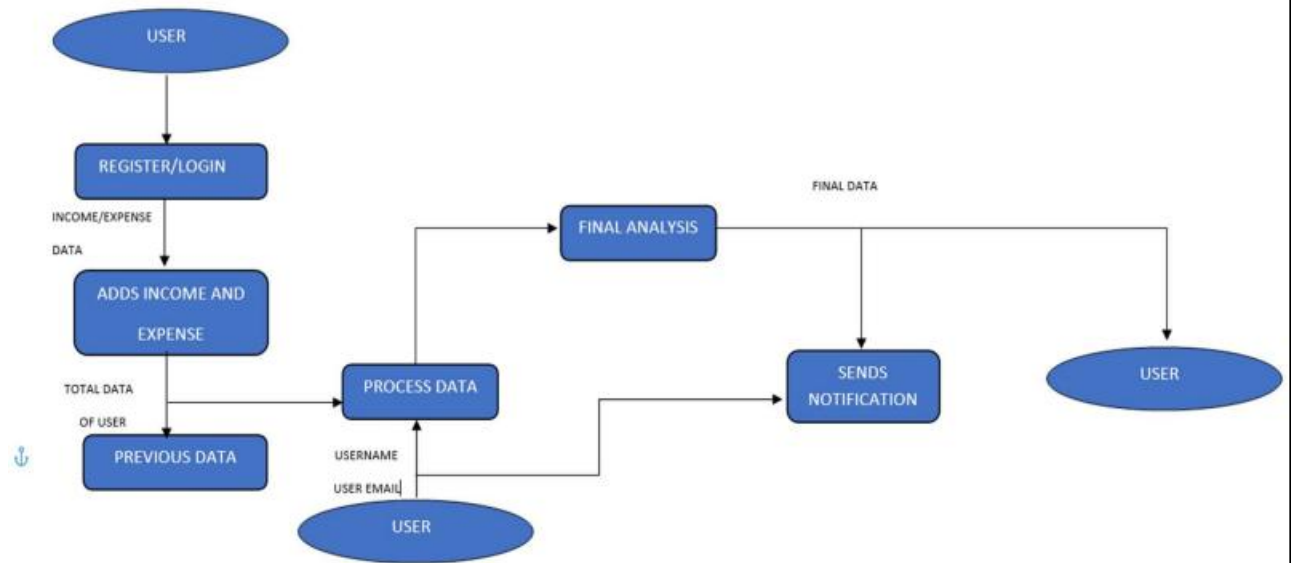 USER
REGISTER/LOGIN
INCOME/EXPENSE
DATA
ADDS INCOME AND
EXPENSE
TOTAL DATA
OF USER
PREVIOUS DATA
PROCESS DATA
USERNAME
USER EMAIL
USER
FINAL ANALYSIS
FINAL DATA
SENDS
NOTIFICATION
USER